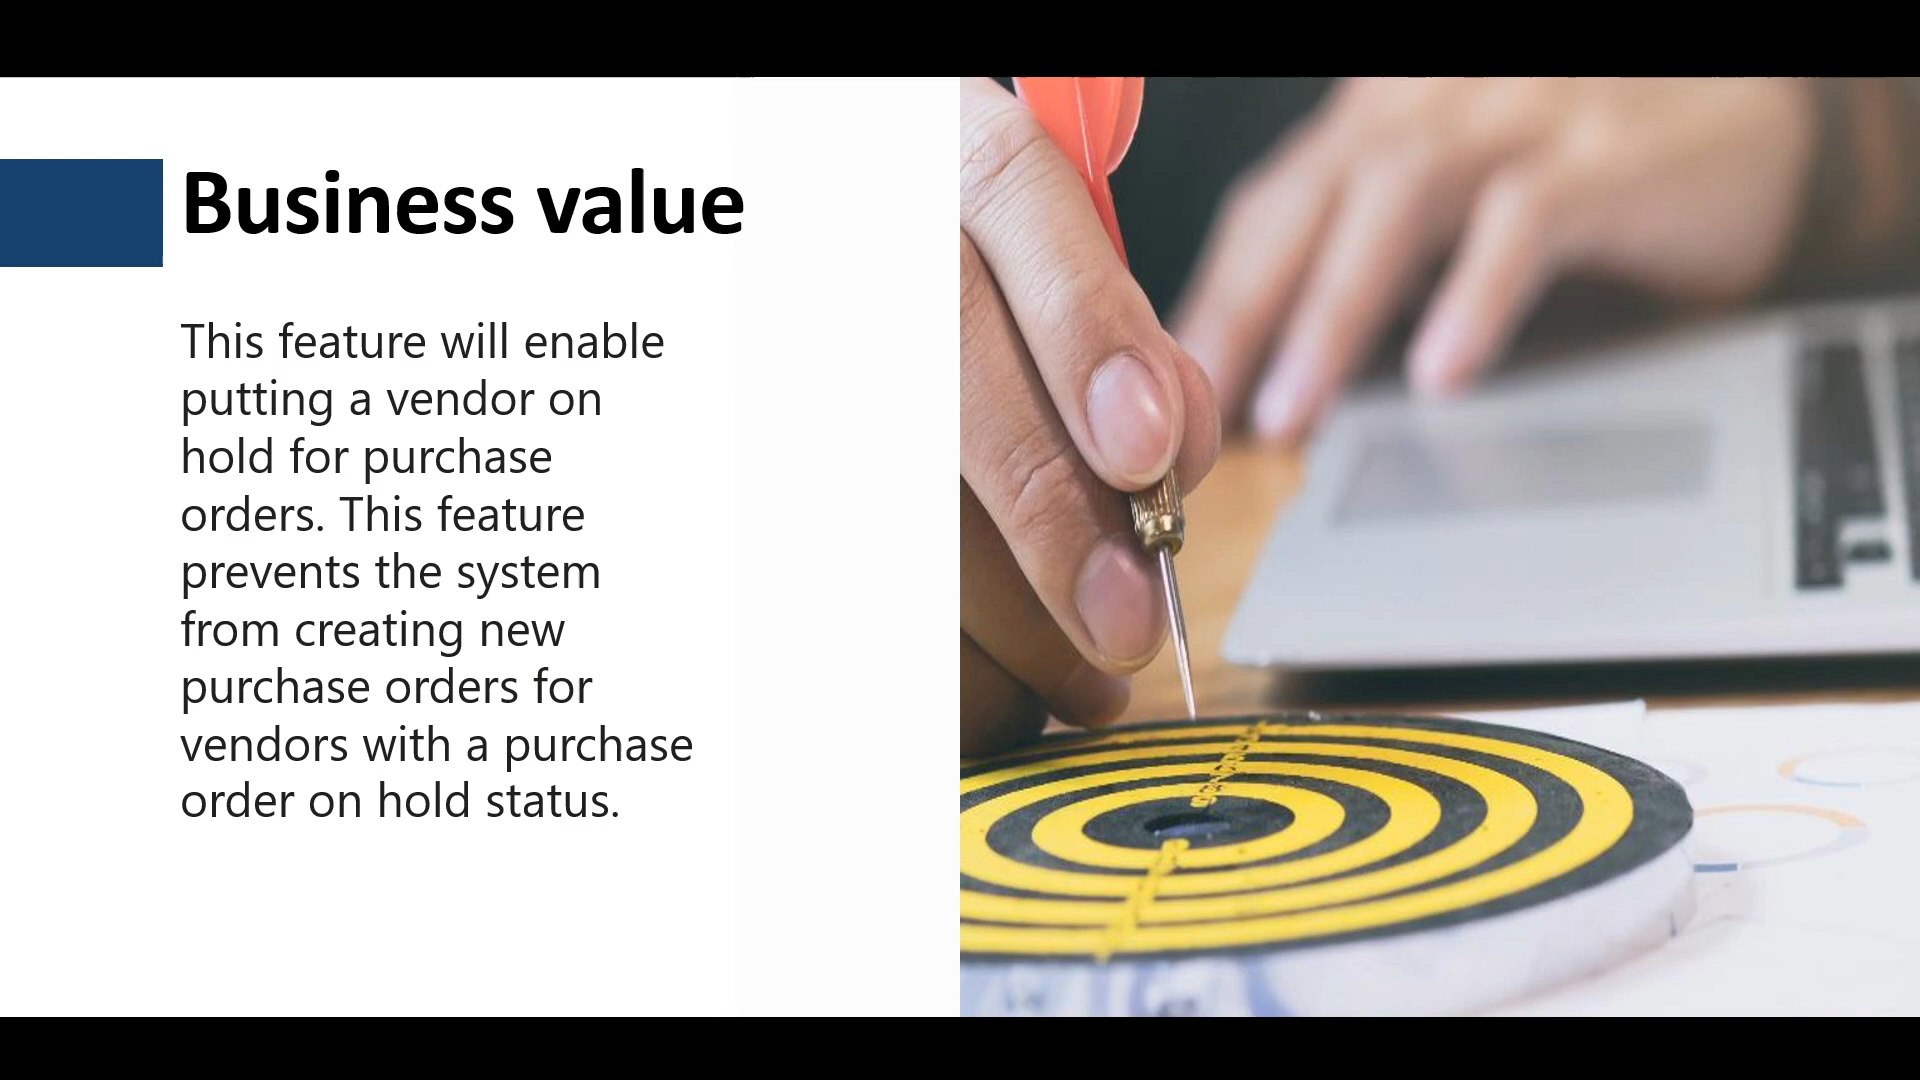 Business value
This feature will enable
putting a vendor on
hold for purchase
orders. This feature
prevents the system
from creating new
purchase orders for
vendors with a purchase
order on hold status.